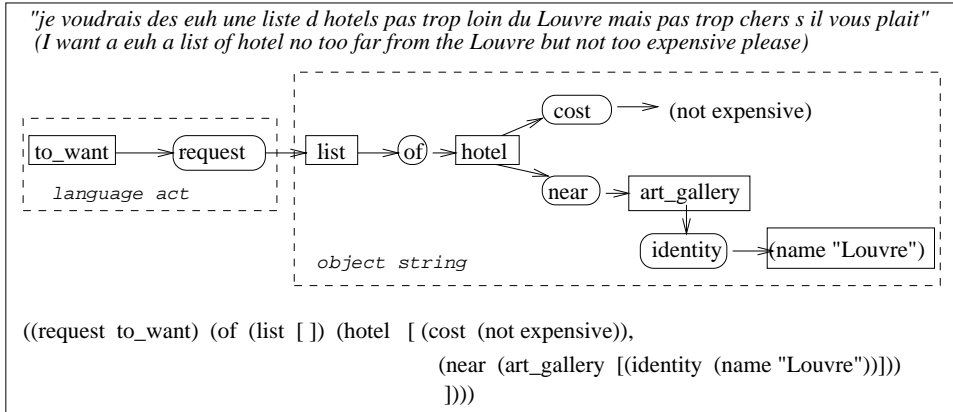 "je voudrais des euh une liste d hotels pas trop loin du Louvre mais pas trop chers s il vous plait"
(I want a euh a list of hotel no too far from the Louvre but not too expensive please)
cost (not expensive)
to_want request list of hotel
language act
near art_gallery
identity (name "Louvre")
object string
((request to_want) (of (list [ ]) (hotel [ (cost (not expensive)),
(near (art_gallery [(identity (name "Louvre"))]))
])))